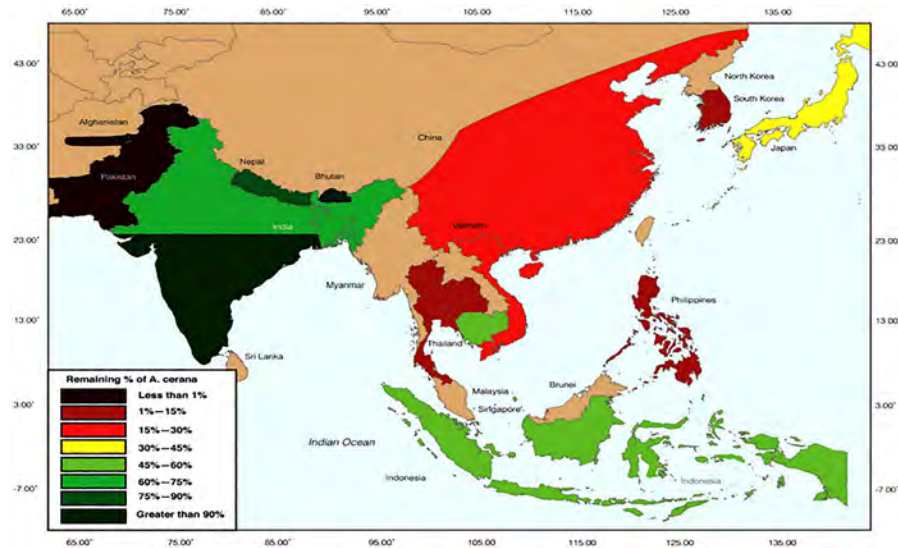 65.00 75.00 85.00 95.00 105.00 115.00 125.00 135.00
43.00° 43.00°
North Korea
South Korea
Afghanistan
China
33.00° 33.00°
Japan
Nepal
Pakistan Bhutan
India Vietnam
23.00° 23.00°
Myanmar
Philippines
13.00° 13.00°
Thailand
Sri Lanka
Remaining % of A. cerana
Less than 1%
1%—15%
15%—30%
30%—45%
45%—60%
60%—75%
75%—90%
Greater than 90%
Malaysia Brunei
Singapore
3.00° 3.00°
Indian Ocean
Indonesia Indonesia
-7.00° -7.00°
65.00 75.00 85.00 95.00 105.00 115.00 125.00 135.00